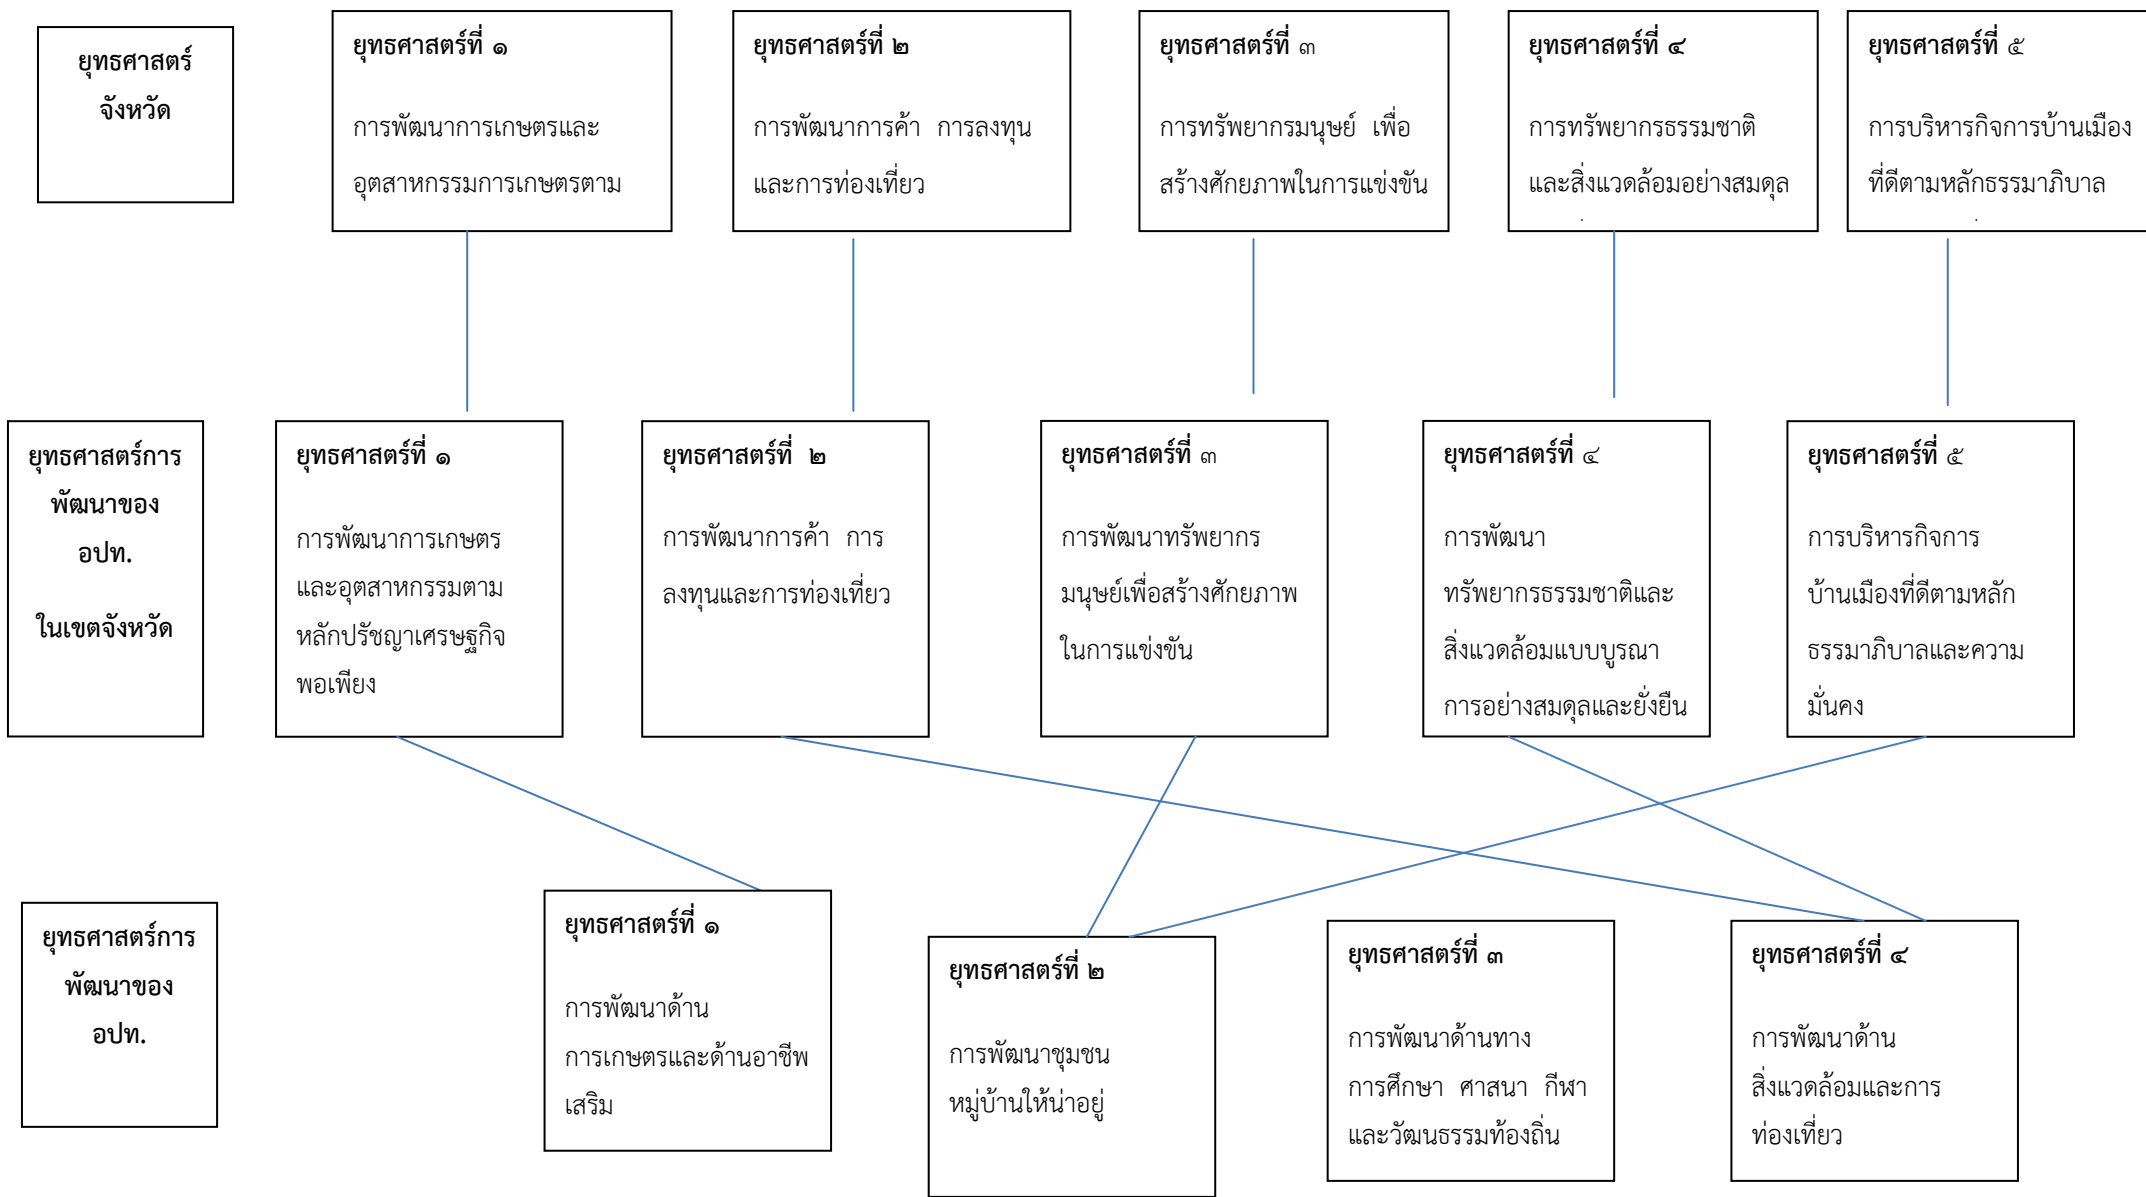 ยุทธศาสตร์
จังหวัด
ยุทธศาสตร์ที่ ๑
การพัฒนาการเกษตรและ
อุตสาหกรรมการเกษตรตาม
ยุทธศาสตร์ที่ ๒
การพัฒนาการค้า การลงทุน
และการท่องเที่ยว
ยุทธศาสตร์ที่ ๓
การทรัพยากรมนุษย์ เพื่อ
สร้างศักยภาพในการแข่งขัน
ยุทธศาสตร์ที่ ๔
การทรัพยากรธรรมชาติ
และสิ่งแวดล้อมอย่างสมดุล
ยุทธศาสตร์ที่ ๕
การบริหารกิจการบ้านเมือง
ที่ดีตามหลักธรรมาภิบาล
ยุทธศาสตร์การ
พัฒนาของ
อปท.
ในเขตจังหวัด
ยุทธศาสตร์ที่ ๑
การพัฒนาการเกษตร
และอุตสาหกรรมตาม
หลักปรัชญาเศรษฐกิจ
พอเพียง
ยุทธศาสตร์ที่ ๒
การพัฒนาการค้า การ
ลงทุนและการท่องเที่ยว
ยุทธศาสตร์ที่ ๓
การพัฒนาทรัพยากร
มนุษย์เพื่อสร้างศักยภาพ
ในการแข่งขัน
ยุทธศาสตร์ที่ ๔
การพัฒนา
ทรัพยากรธรรมชาติและ
สิ่งแวดล้อมแบบบูรณา
การอย่างสมดุลและยั่งยืน
ยุทธศาสตร์ที่ ๕
การบริหารกิจการ
บ้านเมืองที่ดีตามหลัก
ธรรมาภิบาลและความ
มั่นคง
ยุทธศาสตร์การ
พัฒนาของ
อปท.
ยุทธศาสตร์ที่ ๑
การพัฒนาด้าน
การเกษตรและด้านอาชีพ
เสริม
ยุทธศาสตร์ที่ ๒
การพัฒนาชุมชน
หมู่บ้านให้น่าอยู่
ยุทธศาสตร์ที่ ๓
การพัฒนาด้านทาง
การศึกษา ศาสนา กีฬา
และวัฒนธรรมท้องถิ่น
ยุทธศาสตร์ที่ ๔
การพัฒนาด้าน
สิ่งแวดล้อมและการ
ท่องเที่ยว